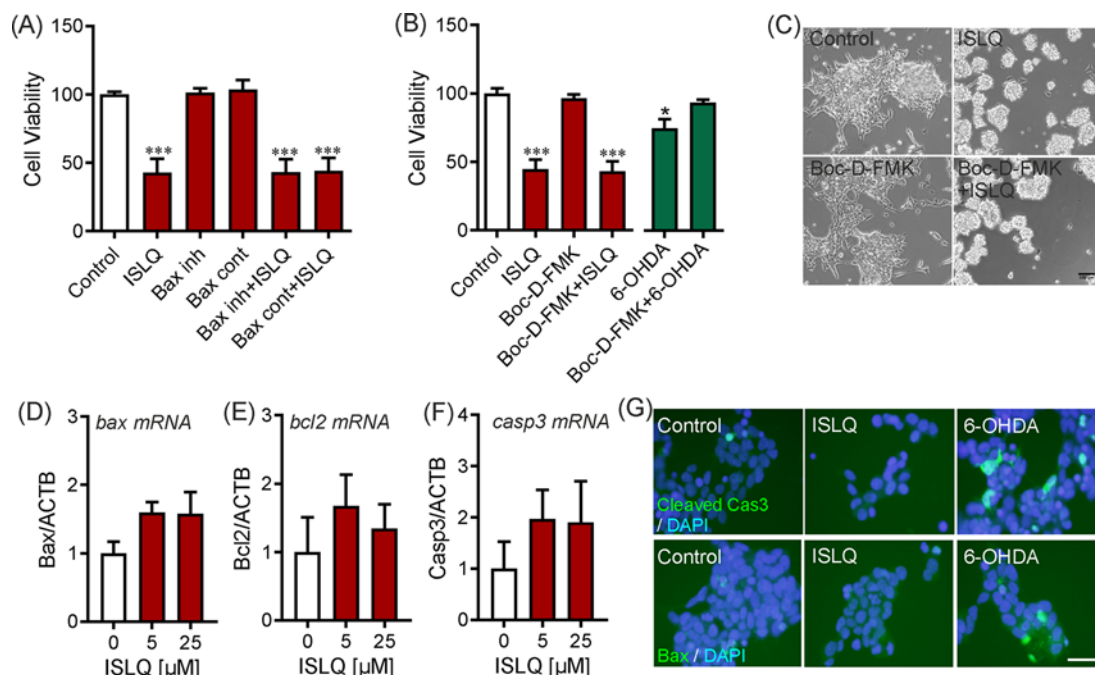 (A)
Cell Viability
150
100
50
0
***
***
***
Control
ISLQ
Bax inh
Bax cont
Bax inh+ISLQ
Bax cont+ISLQ
(B)
Cell Viability
150
100
50
0
***
***
*
Control
ISLQ
Boc-D-FMK
Boc-D-FMK+ISLQ
6-OHDA
Boc-D-FMK+6-OHDA
(C)
Control
ISLQ
Boc-D-FMK
Boc-D-FMK
+ISLQ
(D)
bax mRNA
Bax/ACTB
3
2
1
0
0 5 25
ISLQ [µM]
(E)
bcl2 mRNA
Bcl2/ACTB
3
2
1
0
0 5 25
ISLQ [µM]
(F)
casp3 mRNA
Casp3/ACTB
4
3
2
1
0
0 5 25
ISLQ [µM]
(G)
Control
ISLQ
6-OHDA
Cleaved Cas3
/ DAPI
Control
ISLQ
6-OHDA
Bax / DAPI